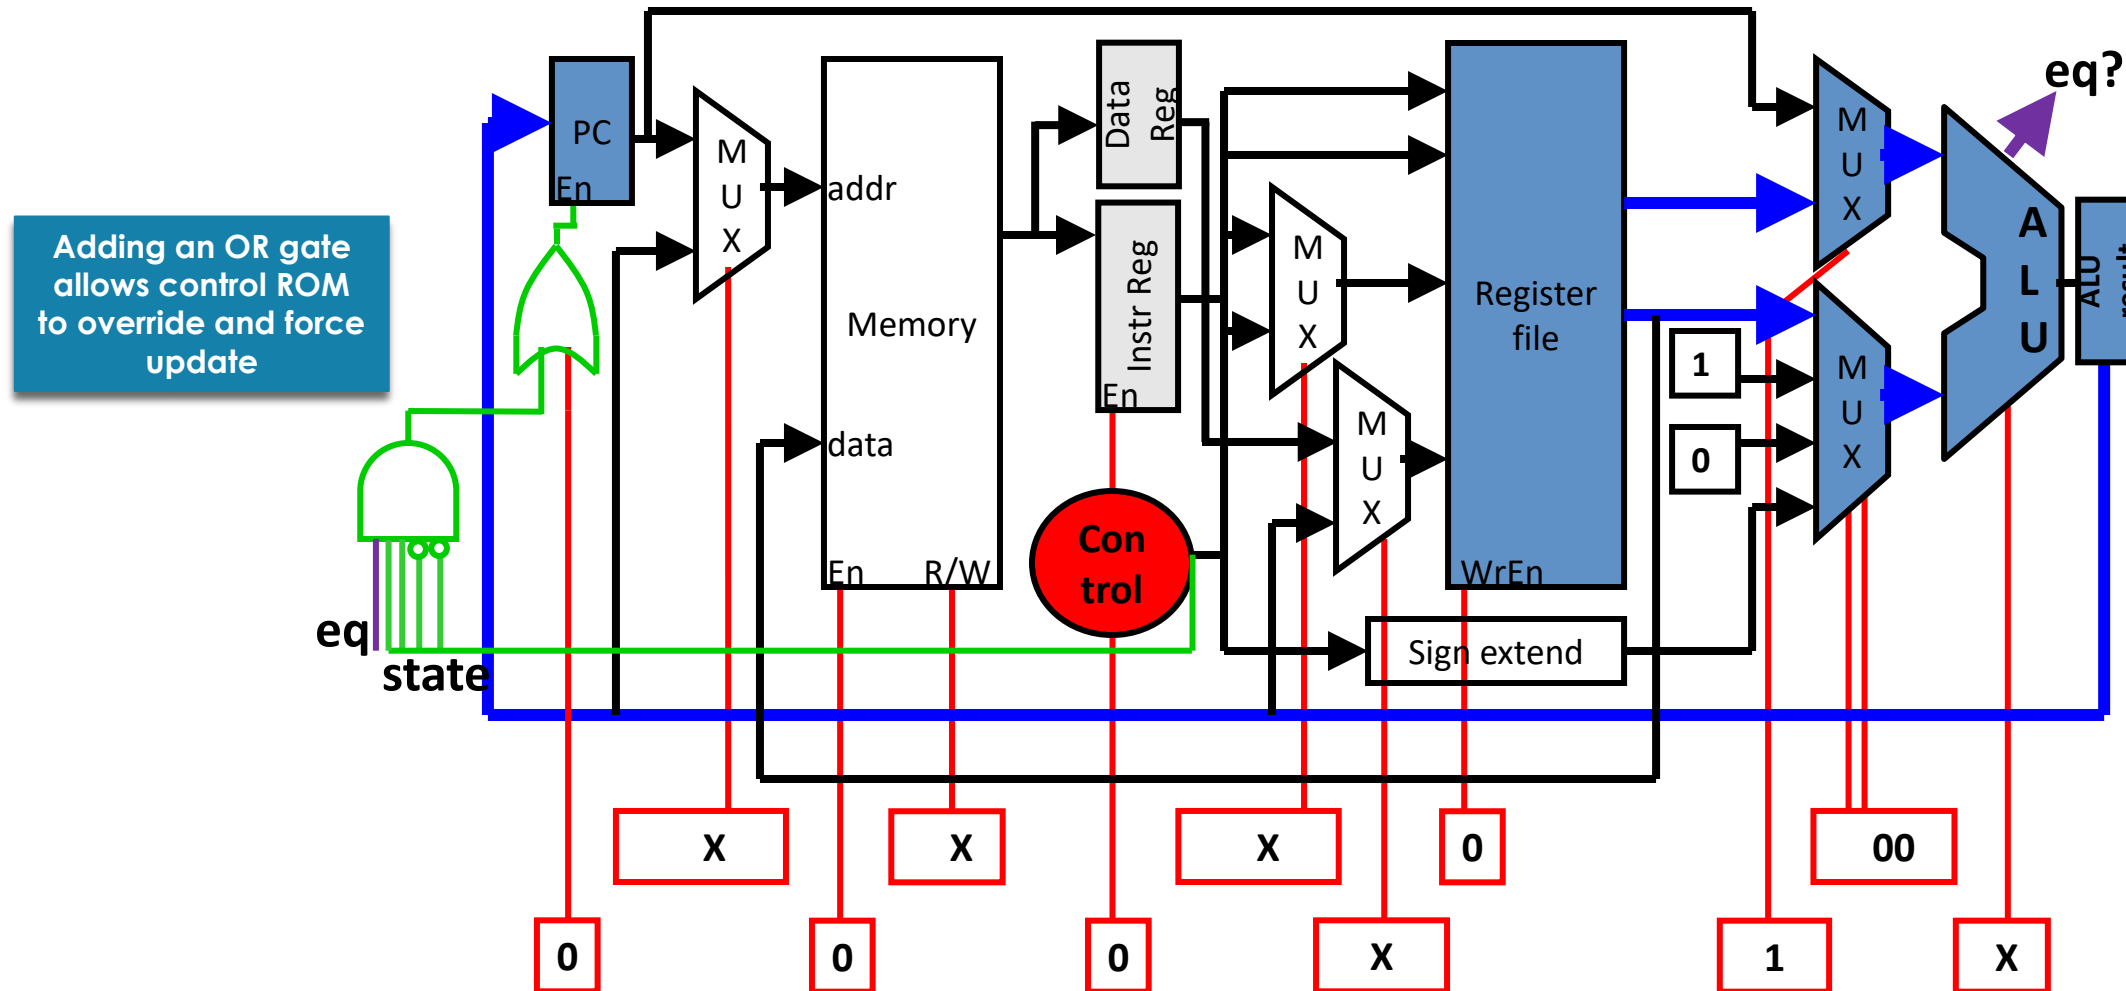 eq?
PC
En
M
U
X
addr
Memory
data
En
R/W
Data
Reg
Instr Reg
En
M
U
X
M
U
X
Register
file
WrEn
M
U
X
1
0
M
U
X
A
L
U
ALU
result
Adding an OR gate
allows control ROM
to override and force
update
Con
trol
eq
state
Sign extend
X
X
X
0
00
0
0
0
X
1
X